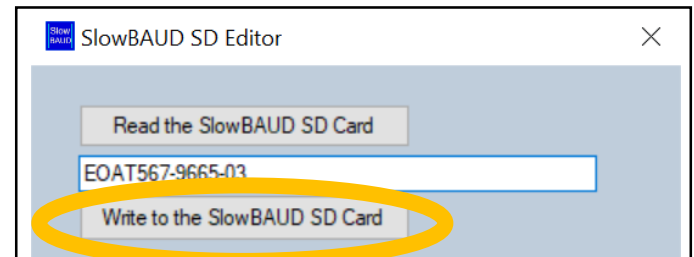 Slow
BAUD
SlowBAUD SD Editor
Read the SlowBAUD SD Card
EOAT567-9665-03
Write to the SlowBAUD SD Card